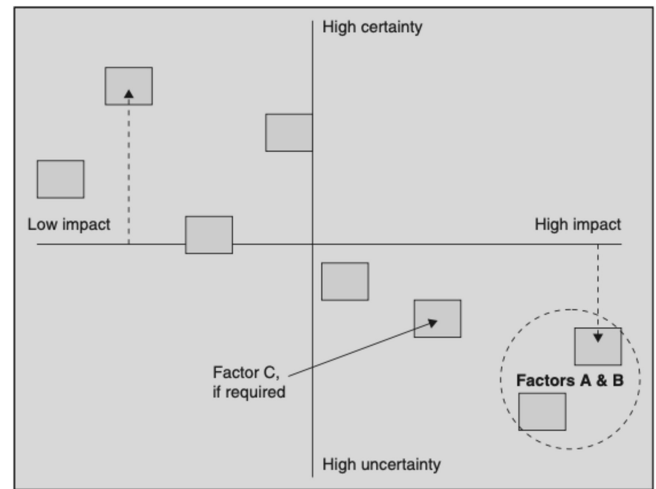 High certainty
Low impact
High impact
Factor C,
if required
Factors A & B
High uncertainty